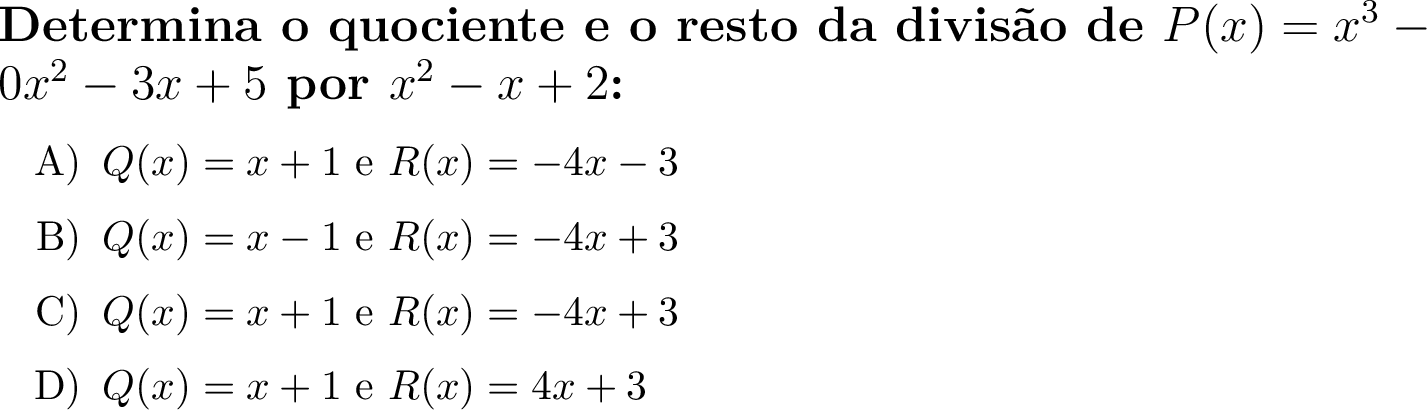 Determina o quociente e o resto da divisão de P(x) = x³ −
0x² − 3x + 5 por x² − x + 2:
A) Q(x) = x + 1 e R(x) = −4x − 3
B) Q(x) = x − 1 e R(x) = −4x + 3
C) Q(x) = x + 1 e R(x) = −4x + 3
D) Q(x) = x + 1 e R(x) = 4x + 3